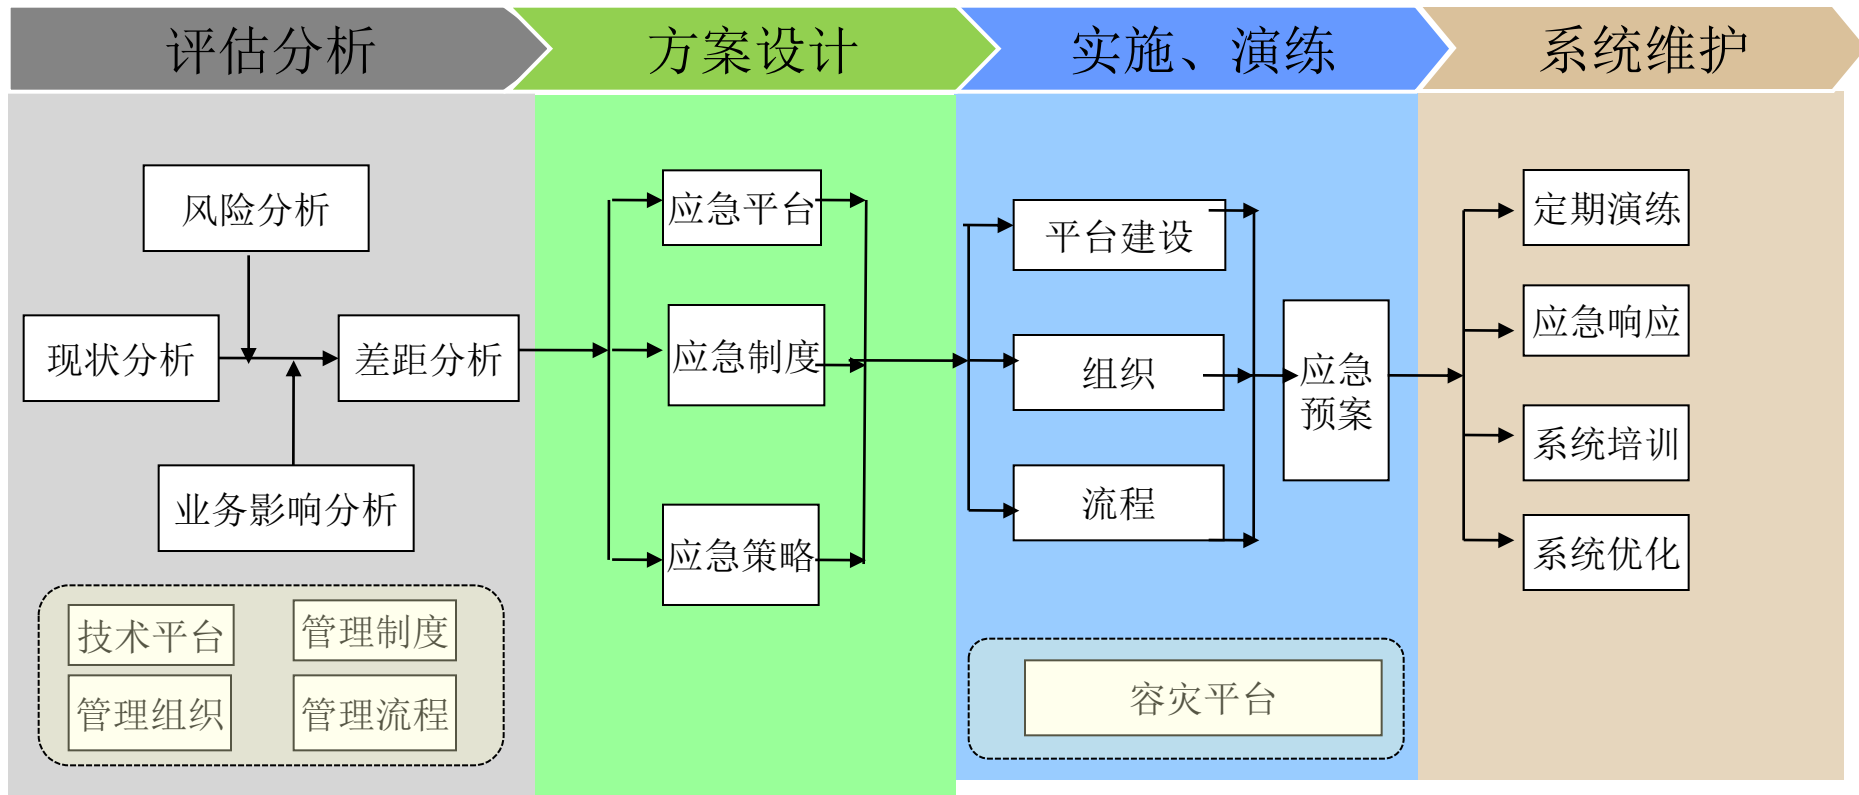 评估分析
方案设计
实施、演练
系统维护
风险分析
现状分析
差距分析
业务影响分析
技术平台
管理制度
管理组织
管理流程
应急平台
应急制度
应急策略
平台建设
组织
流程
应急
预案
容灾平台
定期演练
应急响应
系统培训
系统优化